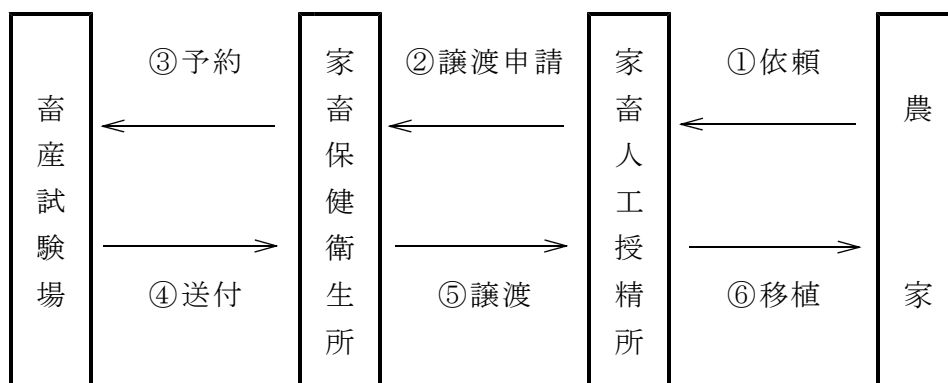 畜産試験場
③予約
④送付
家畜保健衛生所
②譲渡申請
⑤譲渡
家畜人工授精所
①依頼
⑥移植
農家